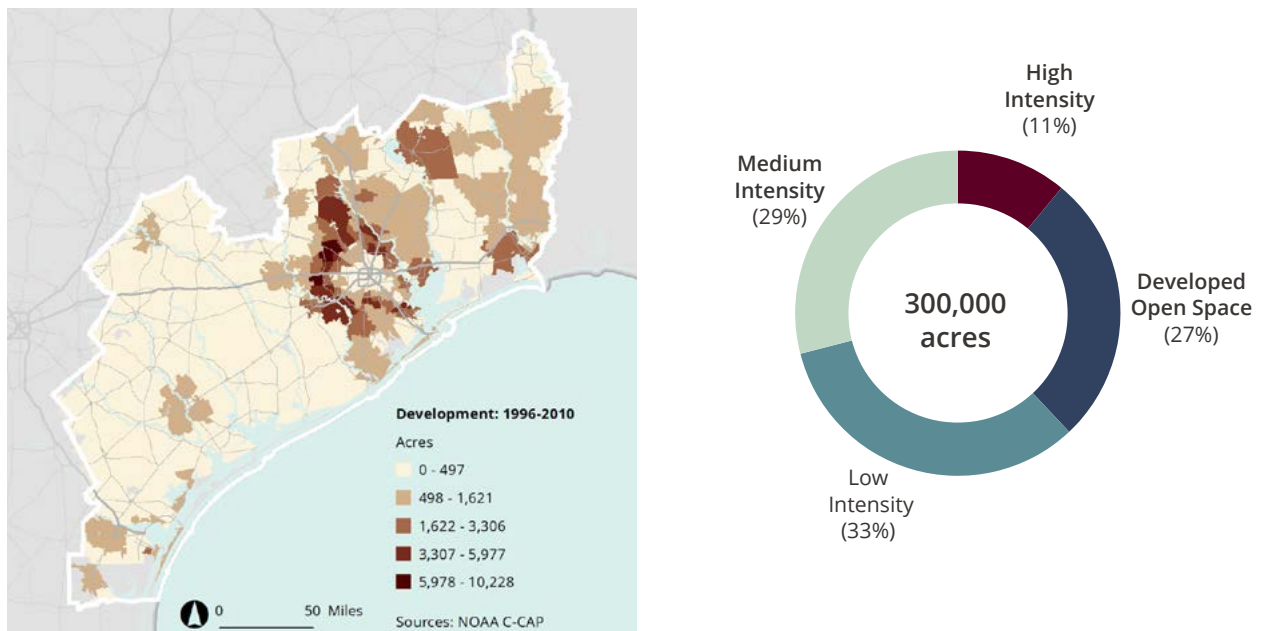 Development: 1996-2010
Acres
0 - 497
498 - 1,621
1,622 - 3,306
3,307 - 5,977
5,978 - 10,228
0 50 Miles
Sources: NOAA C-CAP
High
Intensity
(11%)
Medium
Intensity
(29%)
Developed
Open Space
(27%)
300,000
acres
Low
Intensity
(33%)